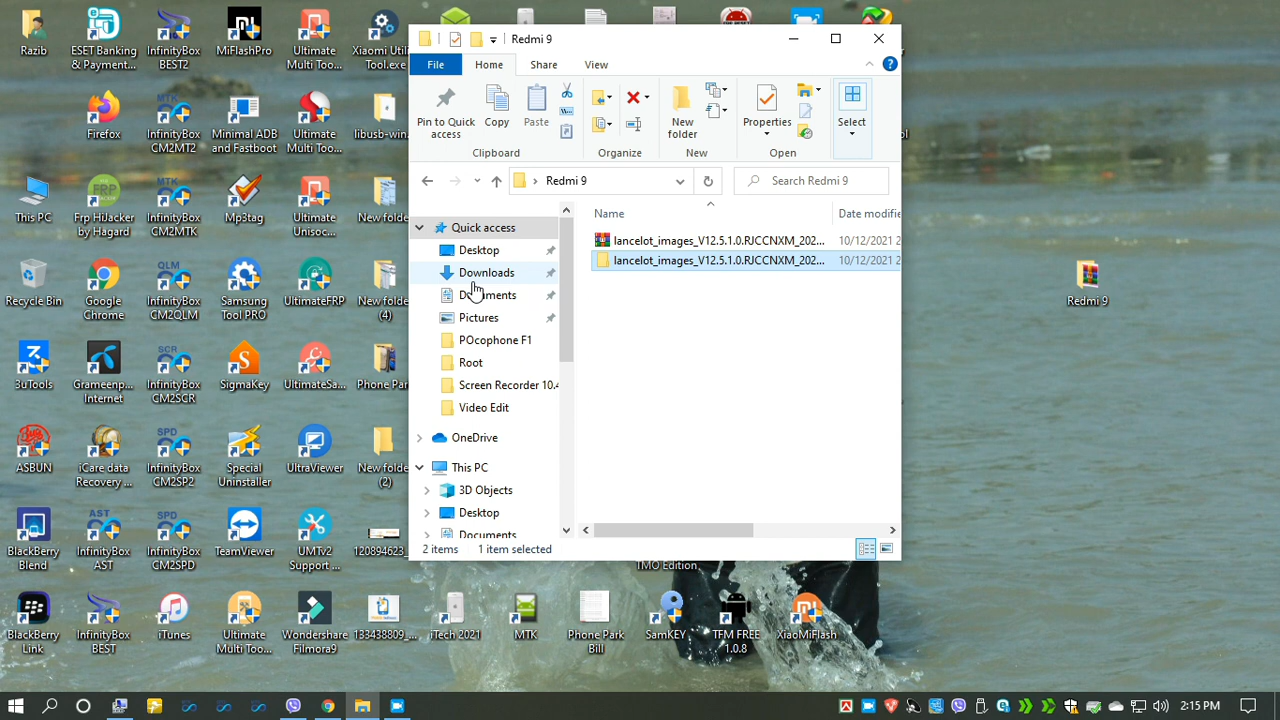 Redmi 9
File
Home
Share
View
Pin to Quick access
Copy
Paste
New folder
Properties
Select
Clipboard
Organize
New
Open
Redmi 9
Search Redmi 9
Name
Date modifie
Quick access
Desktop
Downloads
Documents
Pictures
POcophone F1
Root
Screen Recorder 10.4
Video Edit
OneDrive
This PC
3D Objects
Desktop
Documents
lancelot_images_V12.5.1.0.RJCCNXM_202... 10/12/2021 2
lancelot_images_V12.5.1.0.RJCCNXM_202... 10/12/2021 2
2 items
1 item selected
Razib
ESET Banking & Payment...
InfinityBox BEST2
MiFlashPro
Ultimate Multi Too...
Xiaomi Utili Tool.exe
Firefox
InfinityBox CM2MT2
Minimal ADB and Fastboot
Ultimate Multi Too...
libusb-win.
This PC
Frp HiJacker by Hagard
InfinityBox CM2MTK
Mp3tag
Ultimate Unisoc...
New folde
Recycle Bin
Google Chrome
InfinityBox CM2QLM
Samsung Tool PRO
UltimateFRP
New folde (4)
3uTools
Grameenp... Internet
InfinityBox CM2SCR
SigmaKey
UltimateSa...
Phone Par
ASBUN
iCare data Recovery ...
InfinityBox CM2SP2
Special Uninstaller
UltraViewer
New folde (2)
BlackBerry Blend
InfinityBox AST
InfinityBox CM2SPD
TeamViewer
UMTv2 Support ...
120894623_
TMO Edition
BlackBerry Link
InfinityBox BEST
iTunes
Ultimate Multi Too...
Wondershare Filmora9
133438809_...
iTech 2021
MTK
Phone Park Bill
SamKEY
TFM FREE 1.0.8
XiaoMiFlash
Redmi 9
2:15 PM